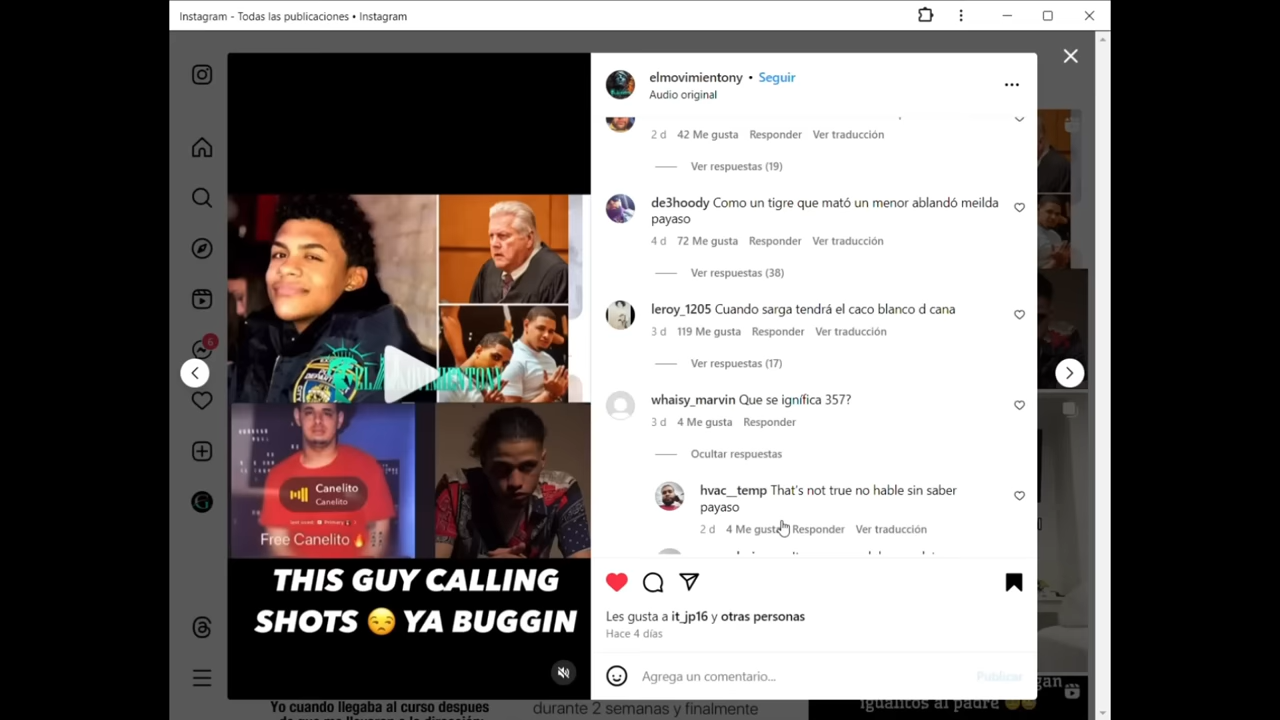 Instagram - Todas las publicaciones • Instagram
elmovimientony • Seguir
Audio original
2 d 42 Me gusta Responder Ver traducción
Ver respuestas (19)
de3hoody Como un tigre que mató un menor ablandó meilda
payaso
4 d 72 Me gusta Responder Ver traducción
Ver respuestas (38)
leroy_1205 Cuando sarga tendrá el caco blanco d cana
3 d 119 Me gusta Responder Ver traducción
Ver respuestas (17)
whaisy_marvin Que se ignífica 357?
3 d 4 Me gusta Responder
Ocultar respuestas
hvac__temp That's not true no hable sin saber
payaso
2 d 4 Me gusta Responder Ver traducción
Les gusta a it_jp16 y otras personas
Hace 4 días
Agrega un comentario...
Publicar
6
Canelito
Canelito
Free Canelito 🔥
THIS GUY CALLING
SHOTS 😒 YA BUGGIN
Yo cuando llegaba al curso despues
durante 2 semanas y finalmente
igualitos al padre